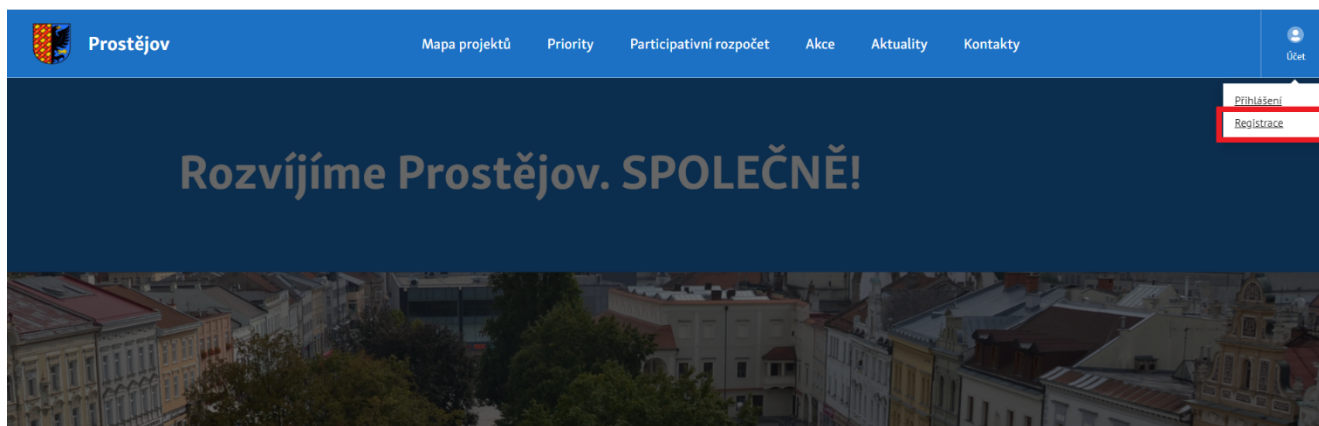 Prostějov
Mapa projektů
Priority
Participativní rozpočet
Akce
Aktuality
Kontakty
Účet
Přihlášení
Registrace
Rozvíjíme Prostějov. SPOLEČNĚ!